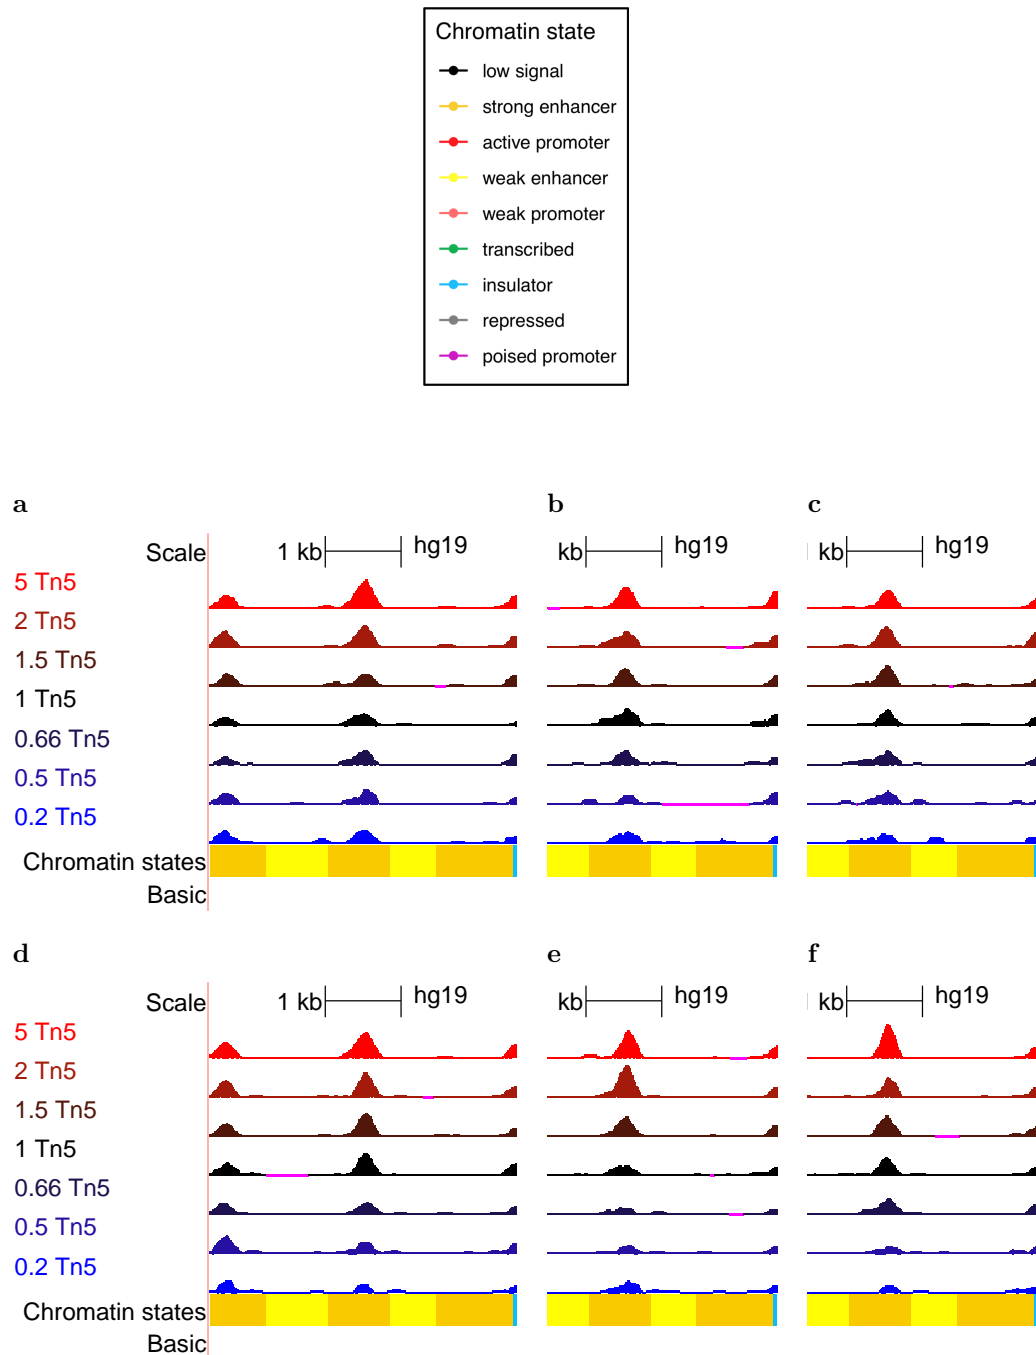 Chromatin state
low signal
strong enhancer
active promoter
weak enhancer
weak promoter
transcribed
insulator
repressed
poised promoter
a
b
c
Scale
1 kb
hg19
kb
hg19
kb
hg19
5 Tn5
2 Tn5
1.5 Tn5
1 Tn5
0.66 Tn5
0.5 Tn5
0.2 Tn5
Chromatin states
Basic
d
e
f
Scale
1 kb
hg19
kb
hg19
kb
hg19
5 Tn5
2 Tn5
1.5 Tn5
1 Tn5
0.66 Tn5
0.5 Tn5
0.2 Tn5
Chromatin states
Basic